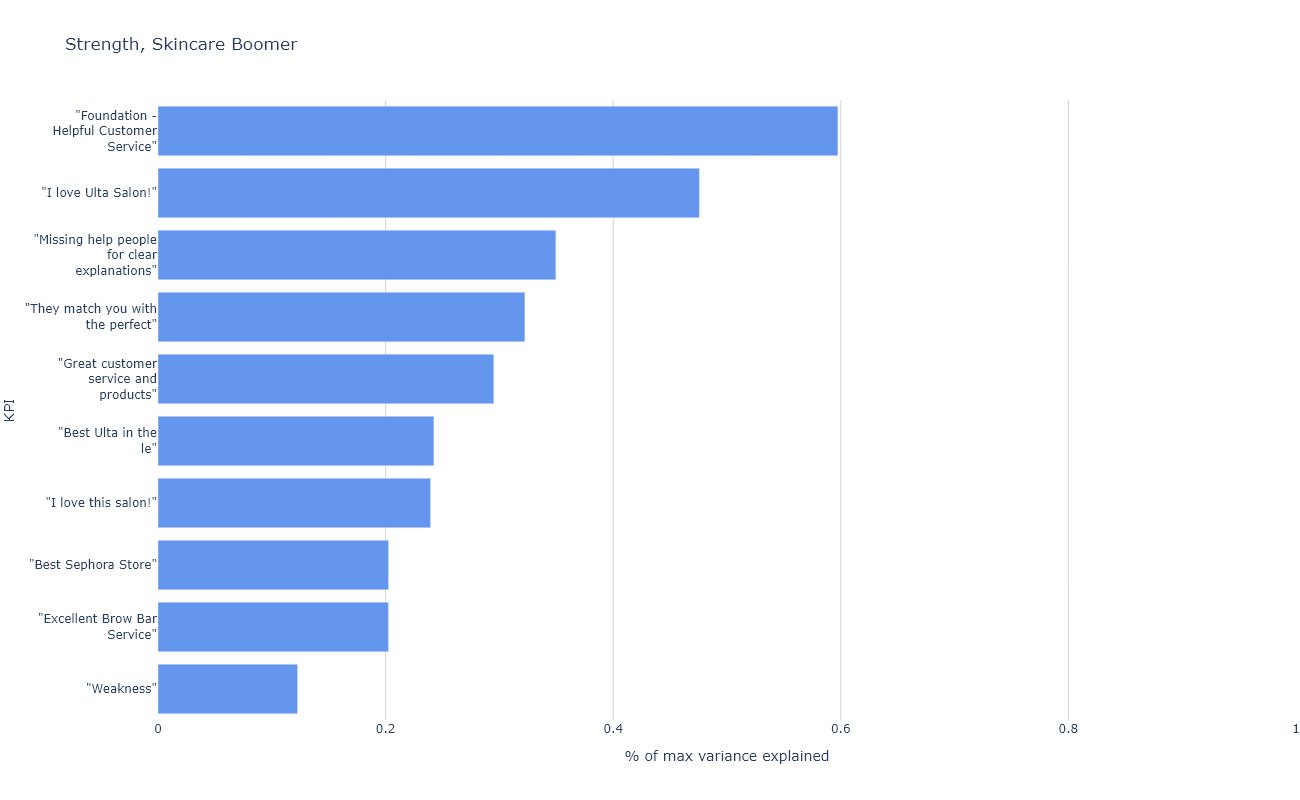 Strength, Skincare Boomer
"Foundation -
Helpful Customer
Service"
"I love Ulta Salon!"
"Missing help people
for clear
explanations"
"They match you with
the perfect"
"Great customer
service and
products"
"Best Ulta in the
le"
"I love this salon!"
"Best Sephora Store"
"Excellent Brow Bar
Service"
"Weakness"
KPI
0 0.2 0.4 0.6 0.8 1
% of max variance explained